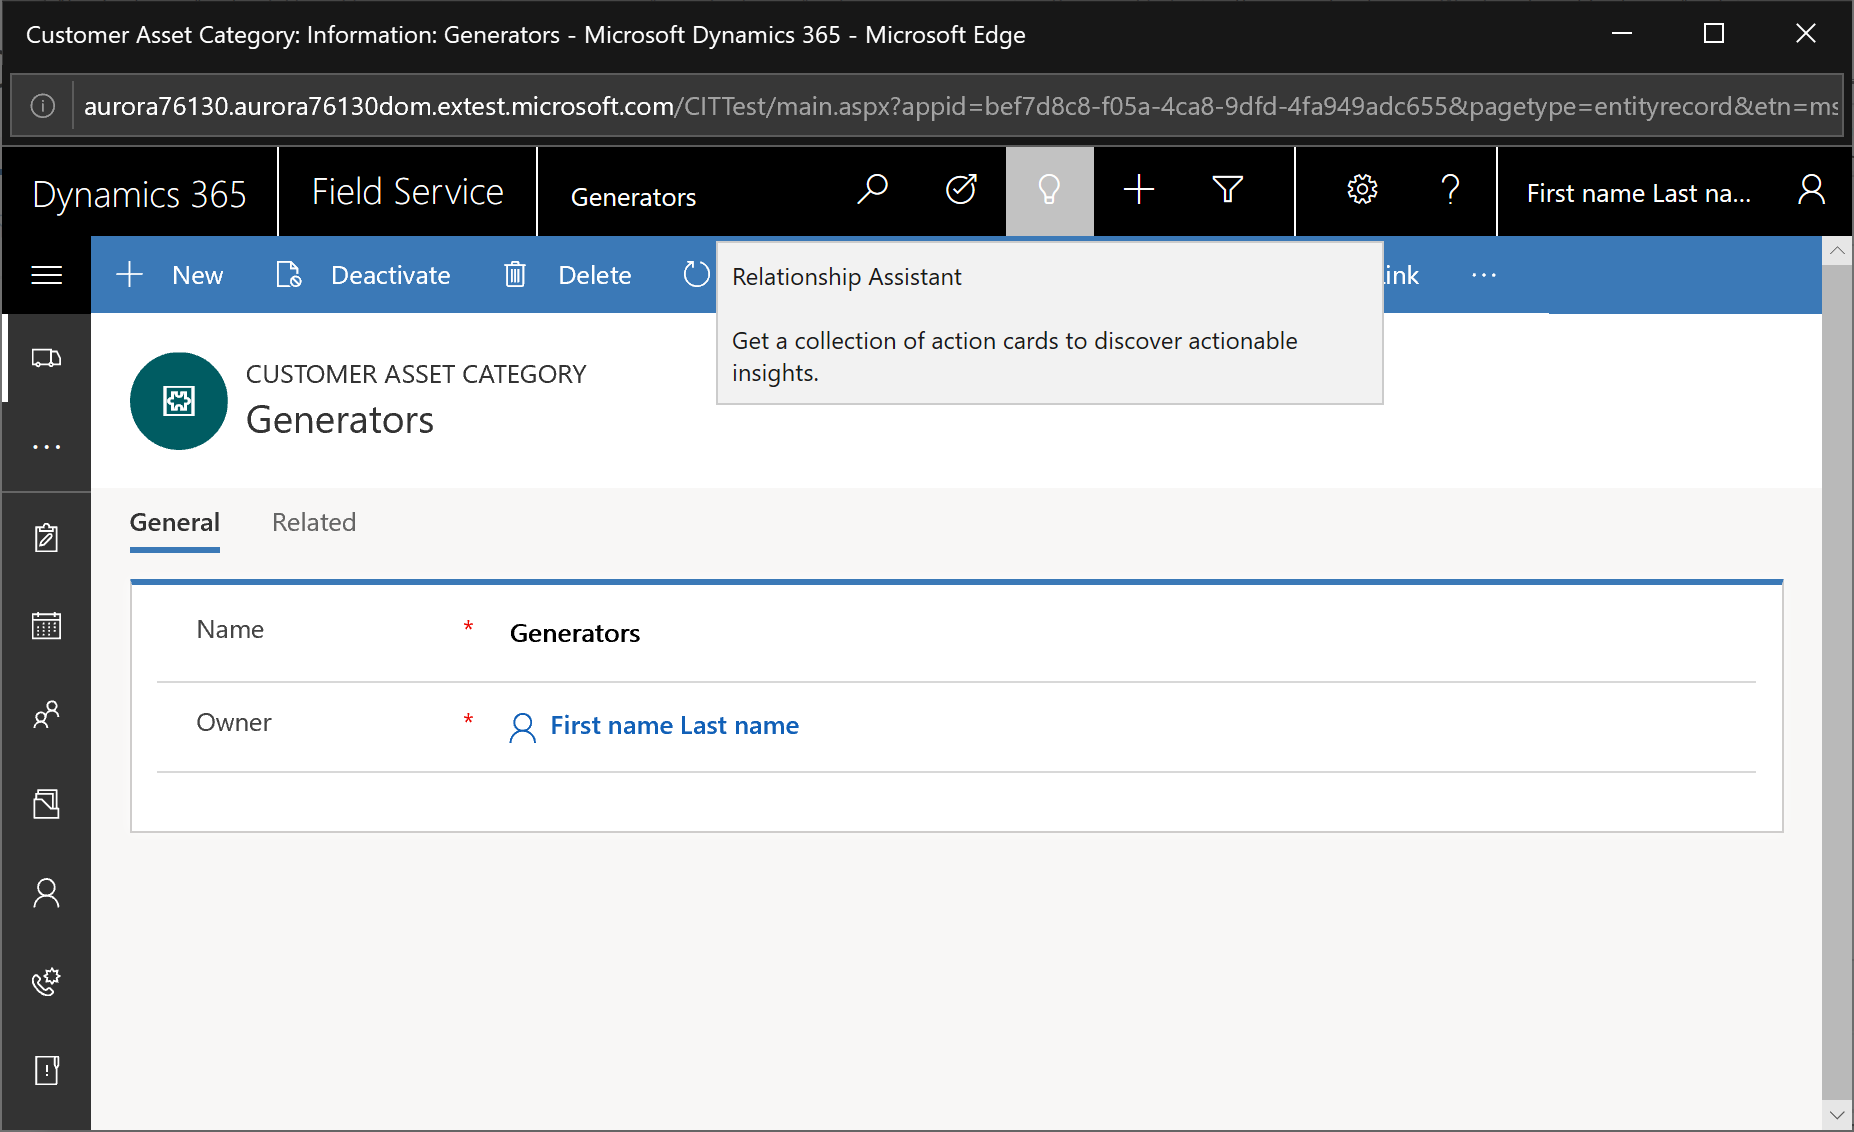 Customer Asset Category: Information: Generators - Microsoft Dynamics 365 - Microsoft Edge
aurora76130.aurora76130dom.extest.microsoft.com/CITTest/main.aspx?appid=bef7d8c8-f05a-4ca8-9dfd-4fa949adc655&pagetype=entityrecord&etn=ms
Dynamics 365
Field Service
Generators
First name Last na...
New
Deactivate
Delete
Relationship Assistant
Get a collection of action cards to discover actionable
insights.
ink
...
CUSTOMER ASSET CATEGORY
Generators
General
Related
Name
*
Generators
Owner
*
First name Last name